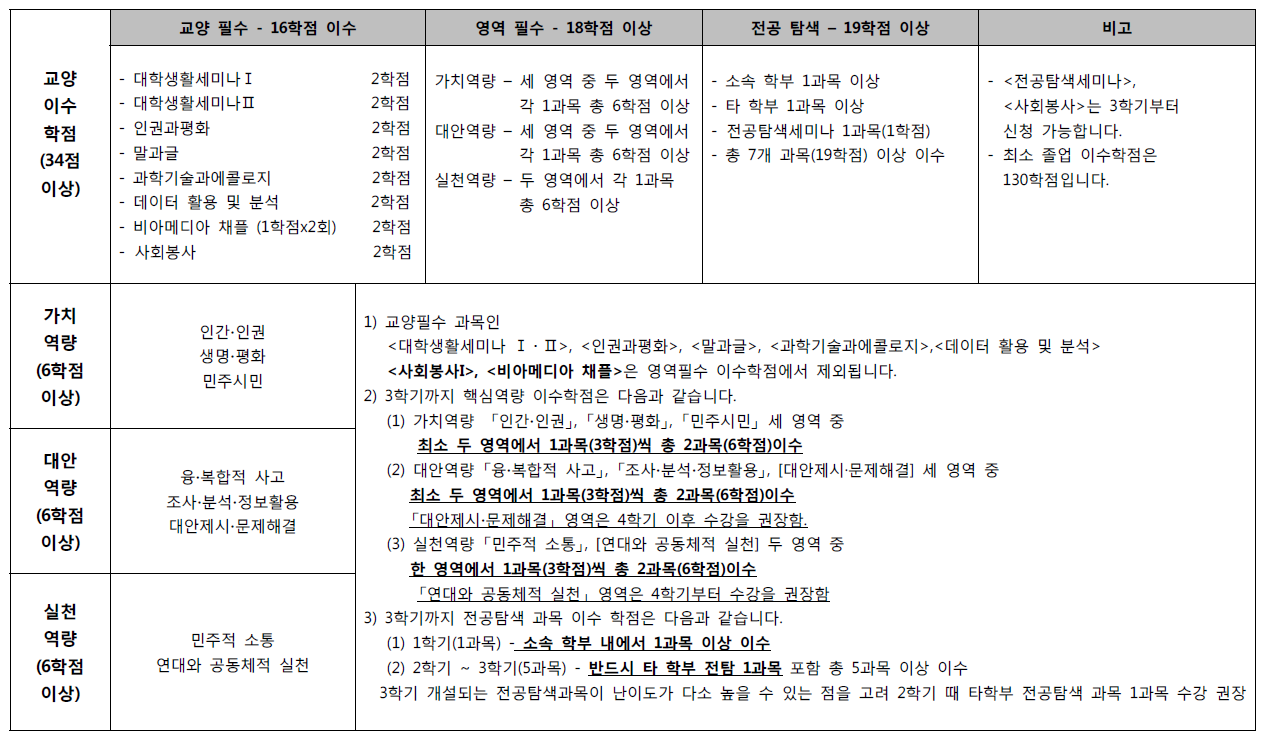 교양 필수 - 16학점 이수
영역 필수 - 18학점 이상
전공 탐색 – 19학점 이상
비고
교양
이수
학점
(34점
이상)
- 대학생활세미나Ⅰ 2학점
- 대학생활세미나Ⅱ 2학점
- 인권과평화 2학점
- 말과글 2학점
- 과학기술과에콜로지 2학점
- 데이터 활용 및 분석 2학점
- 비아메디아 채플 (1학점x2회) 2학점
- 사회봉사 2학점
가치역량 – 세 영역 중 두 영역에서
각 1과목 총 6학점 이상
대안역량 – 세 영역 중 두 영역에서
각 1과목 총 6학점 이상
실천역량 – 두 영역에서 각 1과목
총 6학점 이상
- 소속 학부 1과목 이상
- 타 학부 1과목 이상
- 전공탐색세미나 1과목(1학점)
- 총 7개 과목(19학점) 이상 이수
- <전공탐색세미나>,
<사회봉사>는 3학기부터
신청 가능합니다.
- 최소 졸업 이수학점은
130학점입니다.
가치
역량
(6학점
이상)
인간·인권
생명·평화
민주시민
대안
역량
(6학점
이상)
융·복합적 사고
조사·분석·정보활용
대안제시·문제해결
실천
역량
(6학점
이상)
민주적 소통
연대와 공동체적 실천
1) 교양필수 과목인
<대학생활세미나 Ⅰ·Ⅱ>, <인권과평화>, <말과글>, <과학기술과에콜로지>,<데이터 활용 및 분석>
<사회봉사Ⅰ>, <비아메디아 채플>은 영역필수 이수학점에서 제외됩니다.
2) 3학기까지 핵심역량 이수학점은 다음과 같습니다.
(1) 가치역량 「인간·인권」, 「생명·평화」, 「민주시민」 세 영역 중
최소 두 영역에서 1과목(3학점)씩 총 2과목(6학점)이수
(2) 대안역량 「융·복합적 사고」, 「조사·분석·정보활용」, [대안제시·문제해결] 세 영역 중
최소 두 영역에서 1과목(3학점)씩 총 2과목(6학점)이수
「대안제시·문제해결」 영역은 4학기 이후 수강을 권장함.
(3) 실천역량 「민주적 소통」, [연대와 공동체적 실천] 두 영역 중
한 영역에서 1과목(3학점)씩 총 2과목(6학점)이수
「연대와 공동체적 실천」 영역은 4학기부터 수강을 권장함
3) 3학기까지 전공탐색 과목 이수 학점은 다음과 같습니다.
(1) 1학기(1과목) - 소속 학부 내에서 1과목 이상 이수
(2) 2학기 ~ 3학기(5과목) - 반드시 타 학부 전탐 1과목 포함 총 5과목 이상 이수
3학기 개설되는 전공탐색과목이 난이도가 다소 높을 수 있는 점을 고려 2학기 때 타학부 전공탐색 과목 1과목 수강 권장